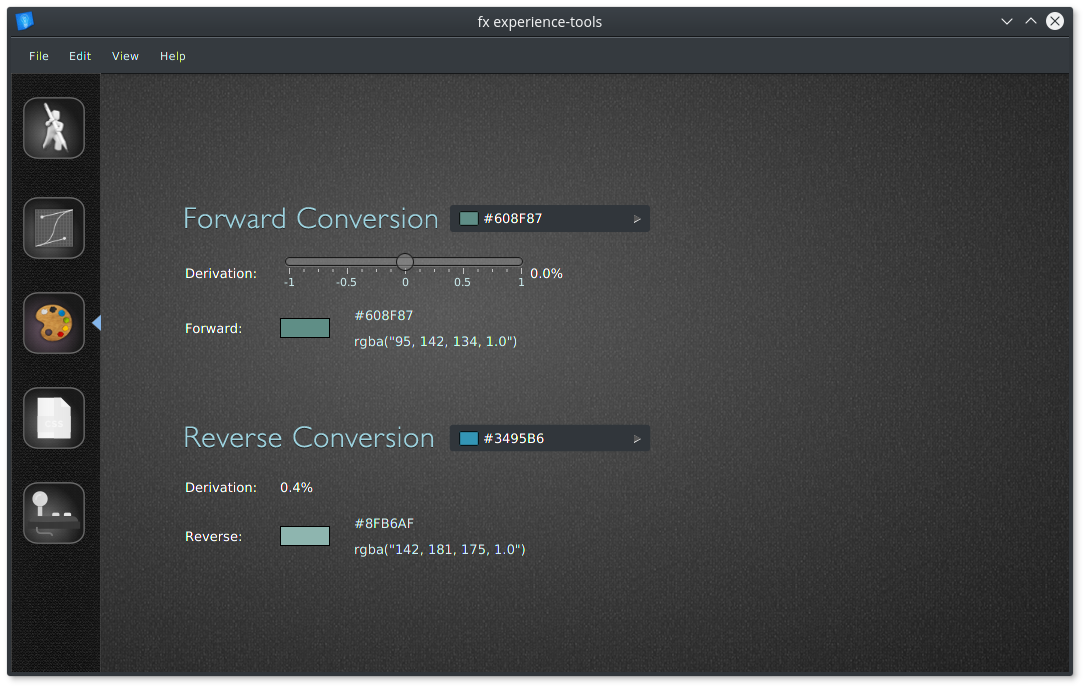 fx experience-tools
File Edit View Help
Forward Conversion #608F87
Derivation: -1 -0.5 0 0.5 1 0.0%
Forward: #608F87
rgba("95, 142, 134, 1.0")
CSS
Reverse Conversion #3495B6
Derivation: 0.4%
Reverse: #8FB6AF
rgba("142, 181, 175, 1.0")